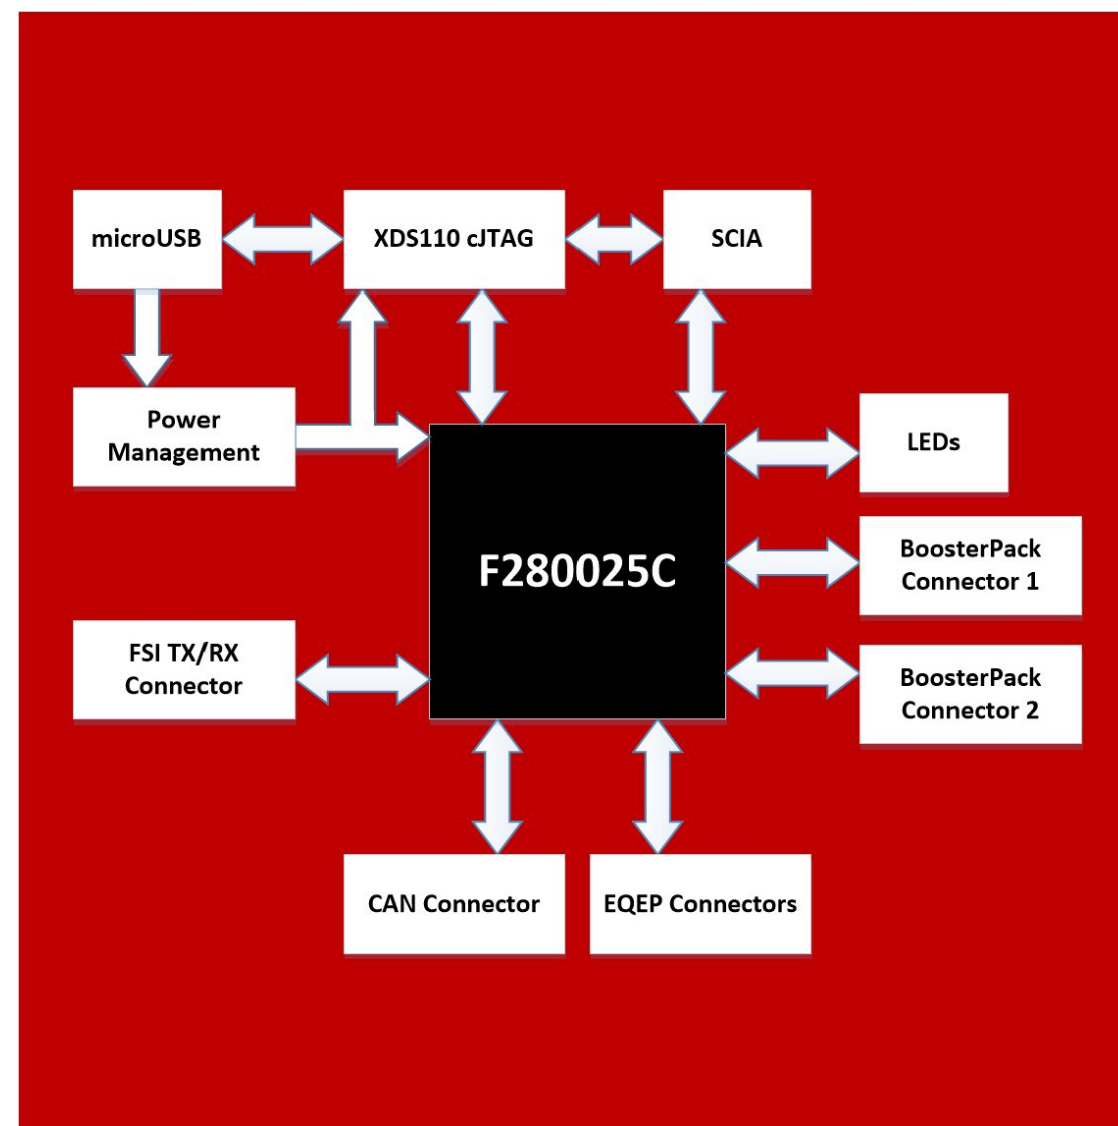 microUSB
XDS110 cJTAG
SCIA
Power
Management
LEDs
F280025C
BoosterPack
Connector 1
FSI TX/RX
Connector
BoosterPack
Connector 2
CAN Connector
EQEP Connectors